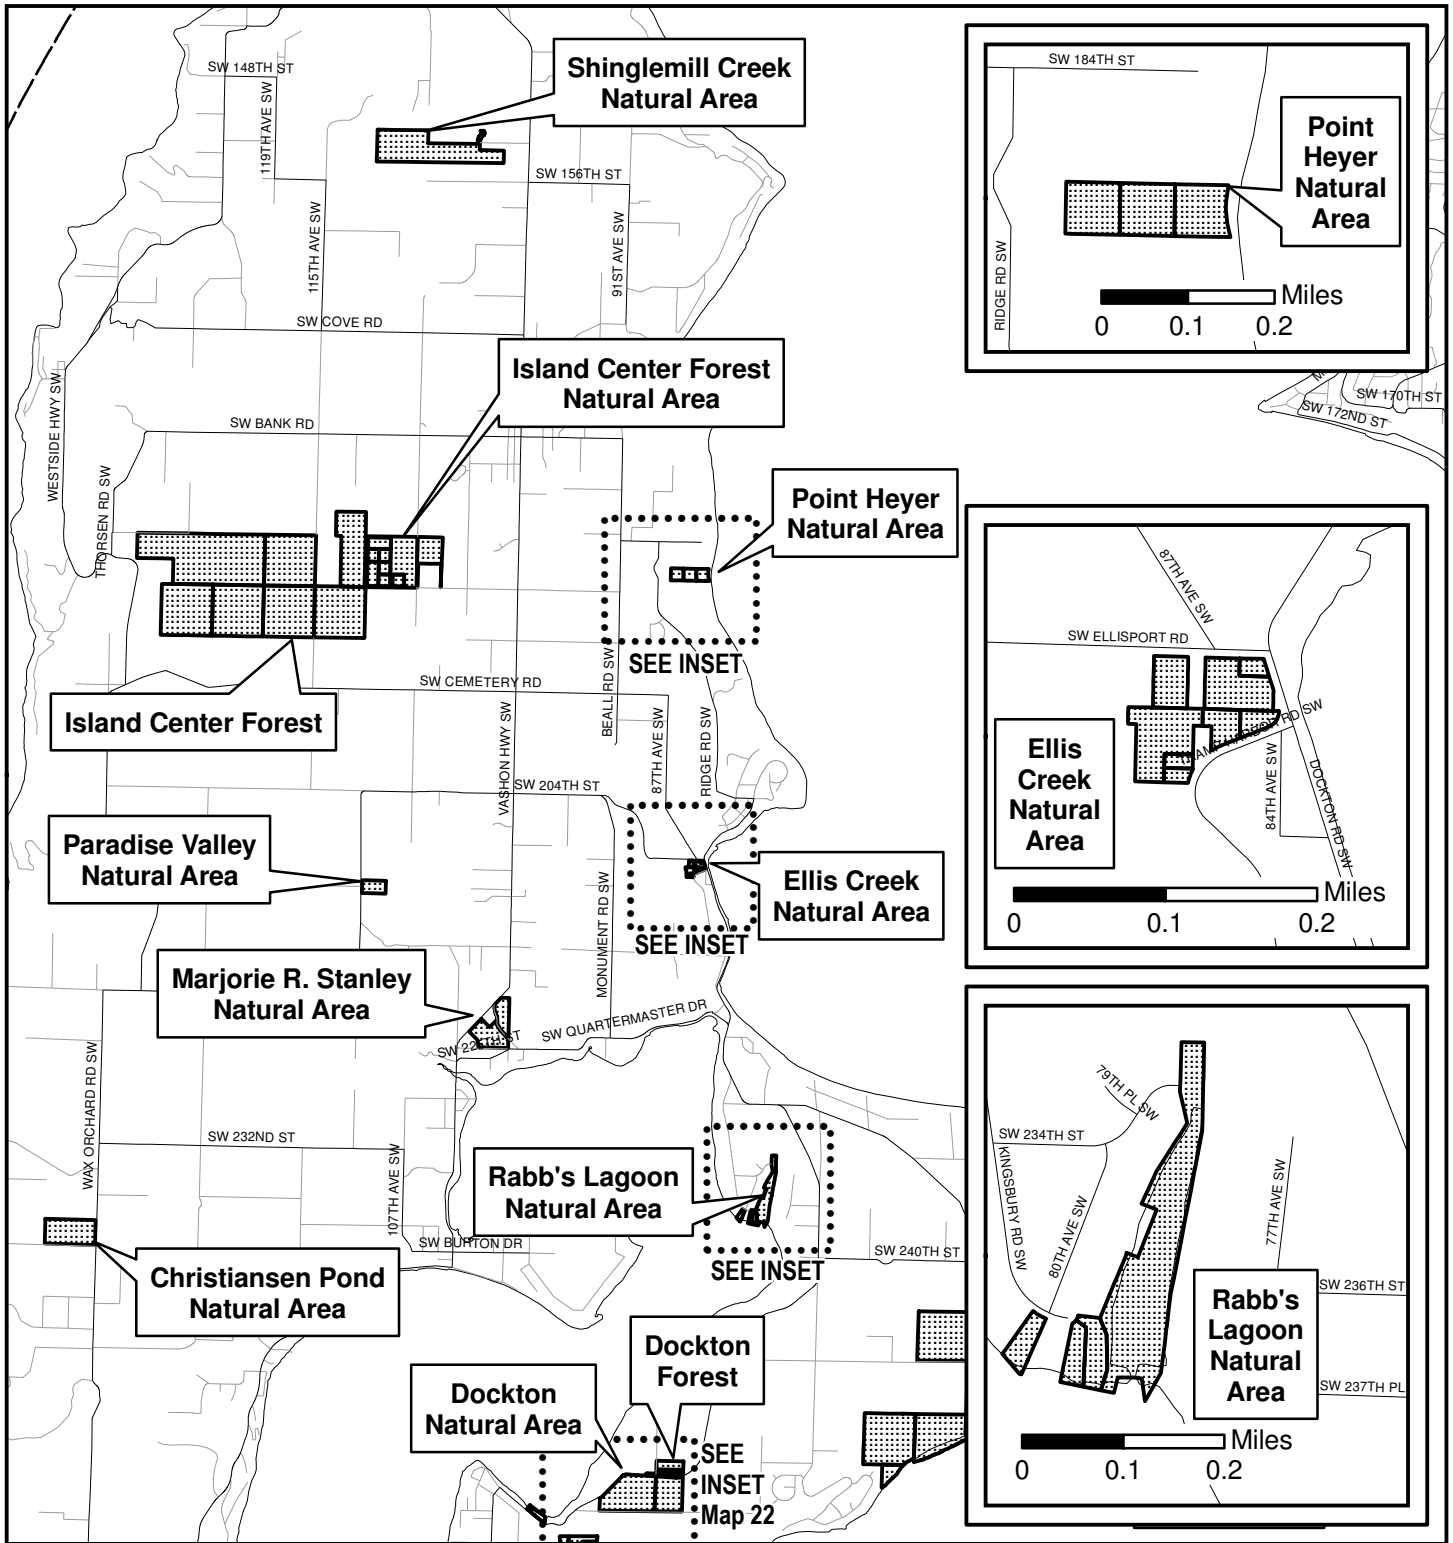 SW 148TH ST
119TH AVE SW
Shinglemill Creek
Natural Area
SW 156TH ST
115TH AVE SW
91ST AVE SW
SW COVE RD
WESTSIDE HWY SW
Island Center Forest
Natural Area
SW BANK RD
THORSEN RD SW
Point Heyer
Natural Area
SEE INSET
BEALL RD SW
SW CEMETERY RD
Island Center Forest
VASHON HWY SW
87TH AVE SW
RIDGE RD SW
SW 204TH ST
Paradise Valley
Natural Area
Ellis Creek
Natural Area
SEE INSET
MONUMENT RD SW
Marjorie R. Stanley
Natural Area
SW QUARTERMASTER DR
WAX ORCHARD RD SW
SW 232ND ST
107TH AVE SW
Rabb's Lagoon
Natural Area
SW BURTON DR
SW 240TH ST
SEE INSET
Christiansen Pond
Natural Area
Dockton
Forest
Dockton
Natural Area
SEE
INSET
Map 22
SW 184TH ST
RIDGE RD SW
Point
Heyer
Natural
Area
Miles
0 0.1 0.2
SW 170TH ST
SW 172ND ST
87TH AVE SW
SW ELLISPORT RD
HARBOR RD SW
84TH AVE SW
DOCKTON RD SW
Ellis
Creek
Natural
Area
Miles
0 0.1 0.2
79TH PL SW
SW 234TH ST
KINGSBURY RD SW
80TH AVE SW
77TH AVE SW
SW 236TH ST
Rabb's
Lagoon
Natural
Area
SW 237TH PL
Miles
0 0.1 0.2